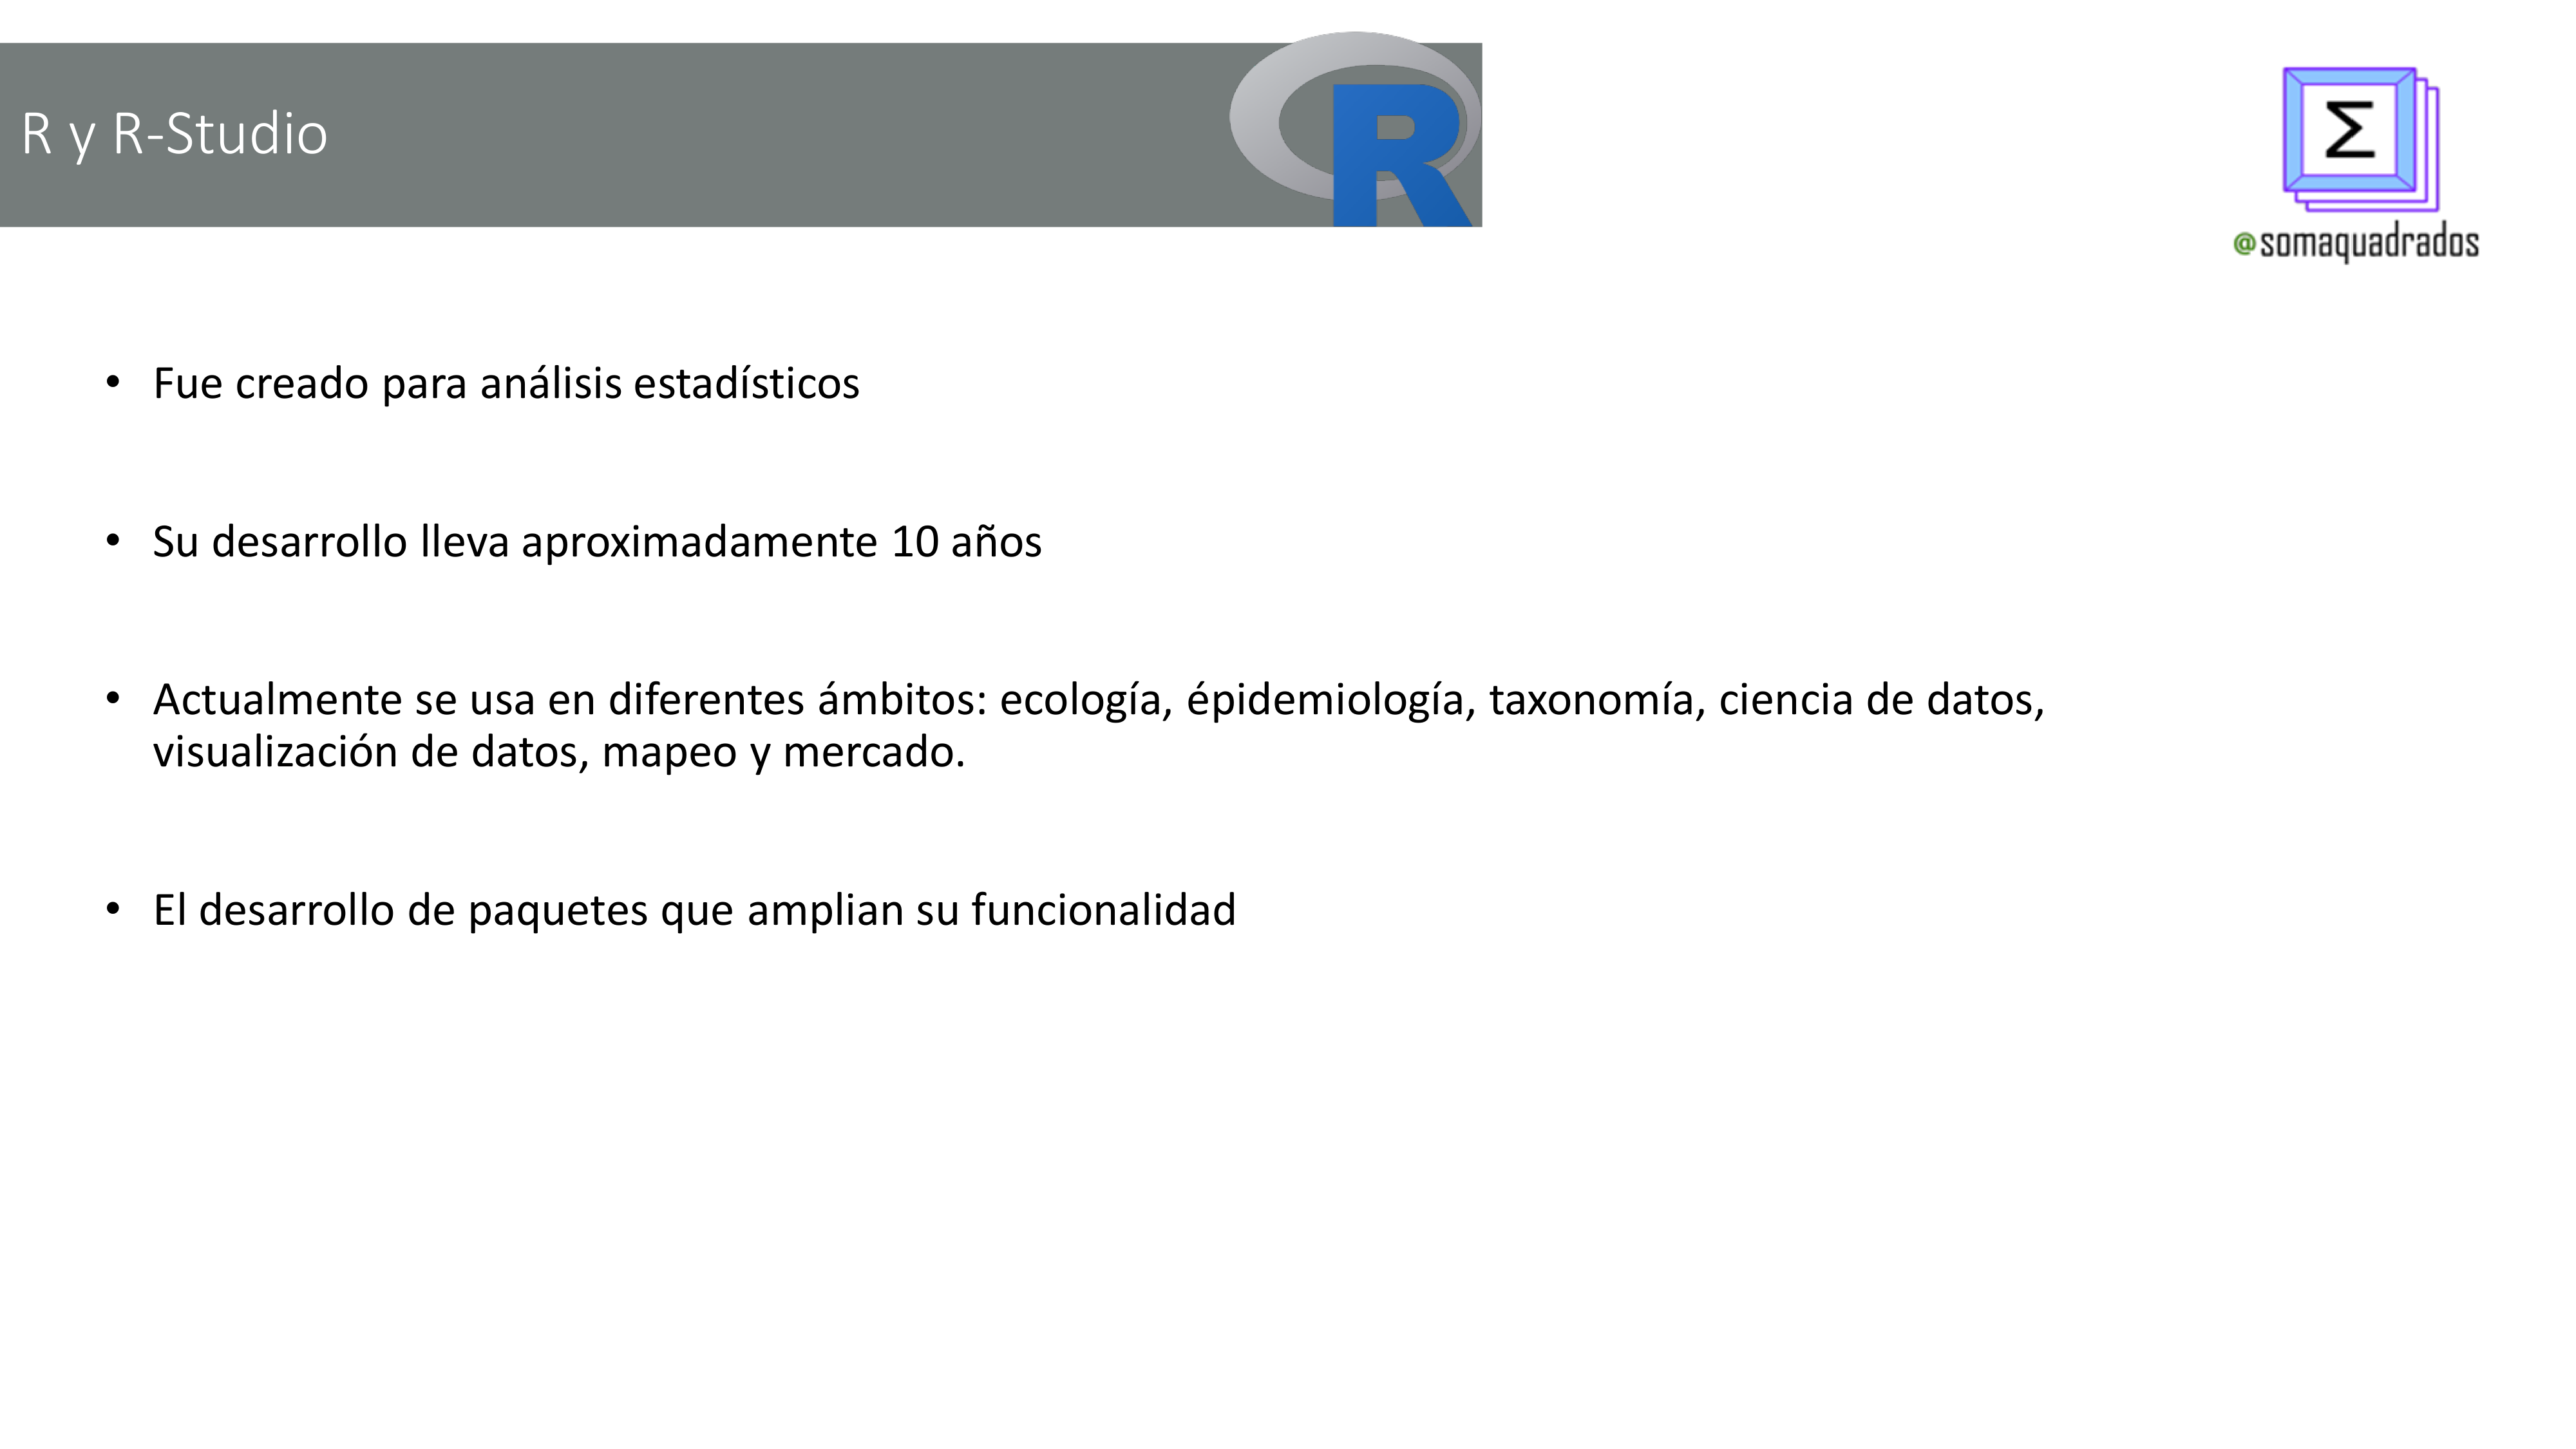 R y R-Studio
R
Σ
@somaquadrados
• Fue creado para análisis estadísticos
• Su desarrollo lleva aproximadamente 10 años
• Actualmente se usa en diferentes ámbitos: ecología, épidemiología, taxonomía, ciencia de datos,
visualización de datos, mapeo y mercado.
• El desarrollo de paquetes que amplian su funcionalidad